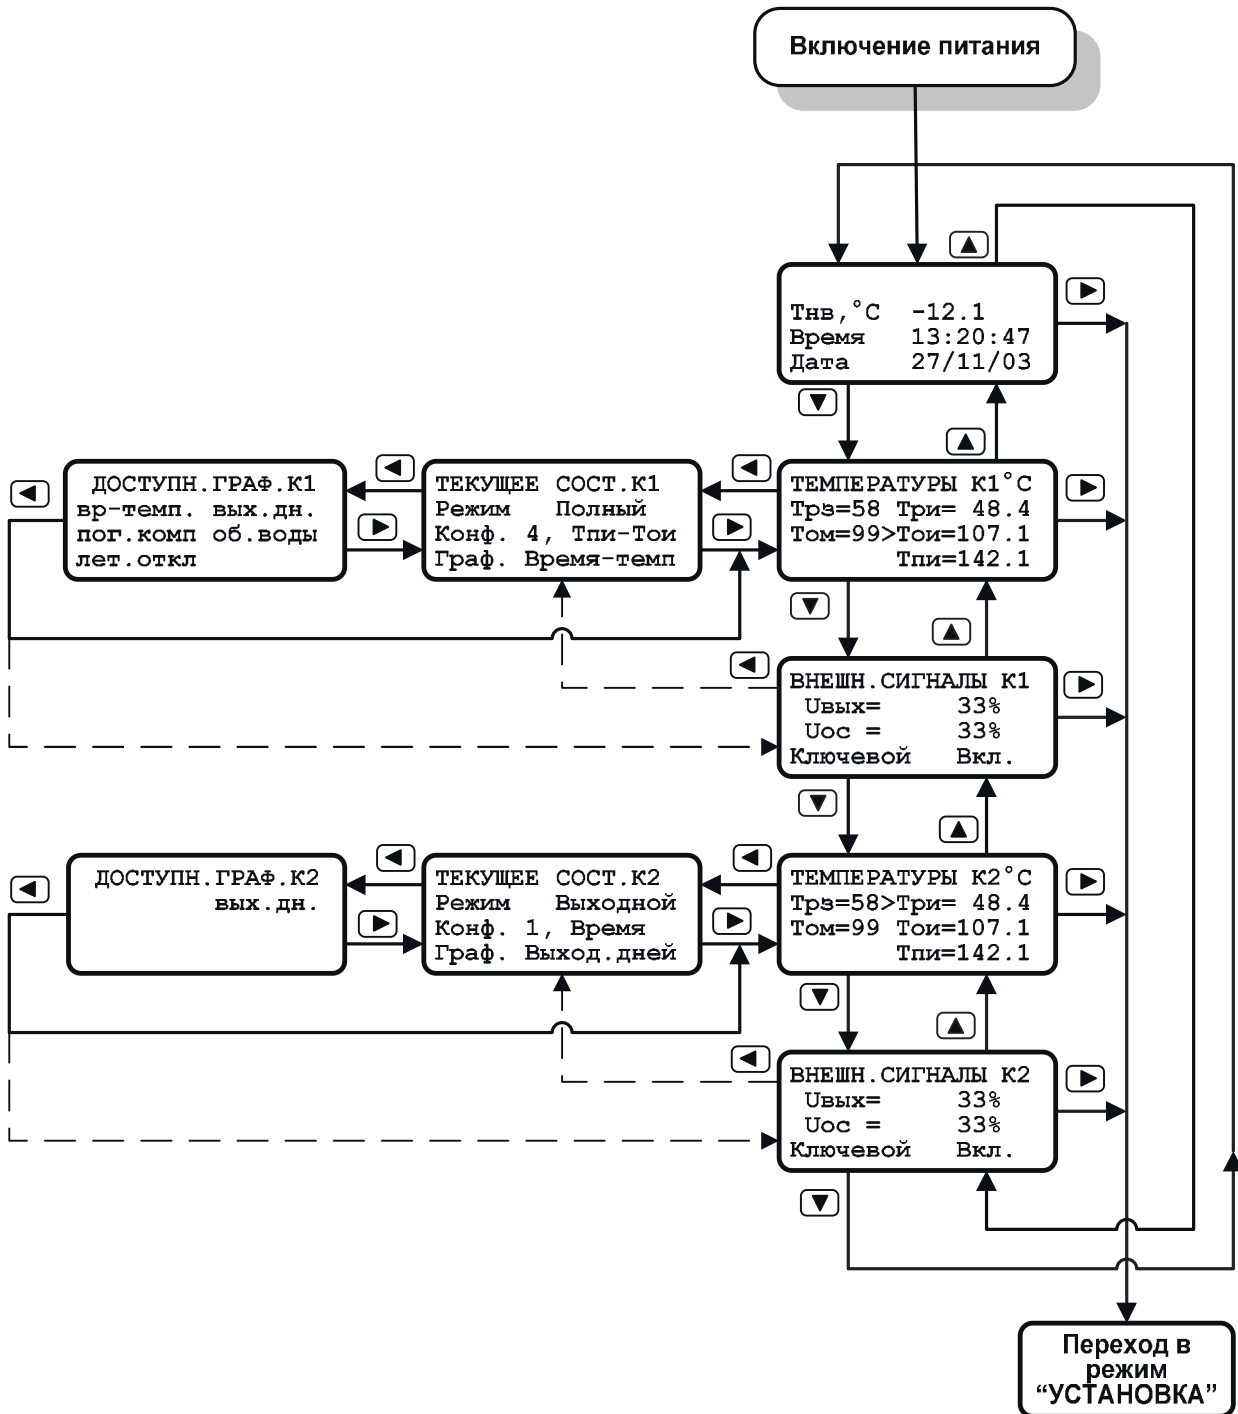 Включение питания
Тнв,°С -12.1
Время 13:20:47
Дата 27/11/03
ДОСТУПН.ГРАФ.К1
вр-темп. вых.дн.
пог.комп об.воды
лет.откл
ТЕКУЩЕЕ СОСТ.К1
Режим Полный
Конф. 4, Тпи-Тои
Граф. Время-темп
ТЕМПЕРАТУРЫ К1°С
Трз=58 Три= 48.4
Том=99>Тои=107.1
Тпи=142.1
ВНЕШН.СИГНАЛЫ К1
Uвых= 33%
Uос = 33%
Ключевой Вкл.
ДОСТУПН.ГРАФ.К2
вых.дн.
ТЕКУЩЕЕ СОСТ.К2
Режим Выходной
Конф. 1, Время
Граф. Выход.дней
ТЕМПЕРАТУРЫ К2°С
Трз=58>Три= 48.4
Том=99 Тои=107.1
Тпи=142.1
ВНЕШН.СИГНАЛЫ К2
Uвых= 33%
Uос = 33%
Ключевой Вкл.
Переход в
режим
“УСТАНОВКА”